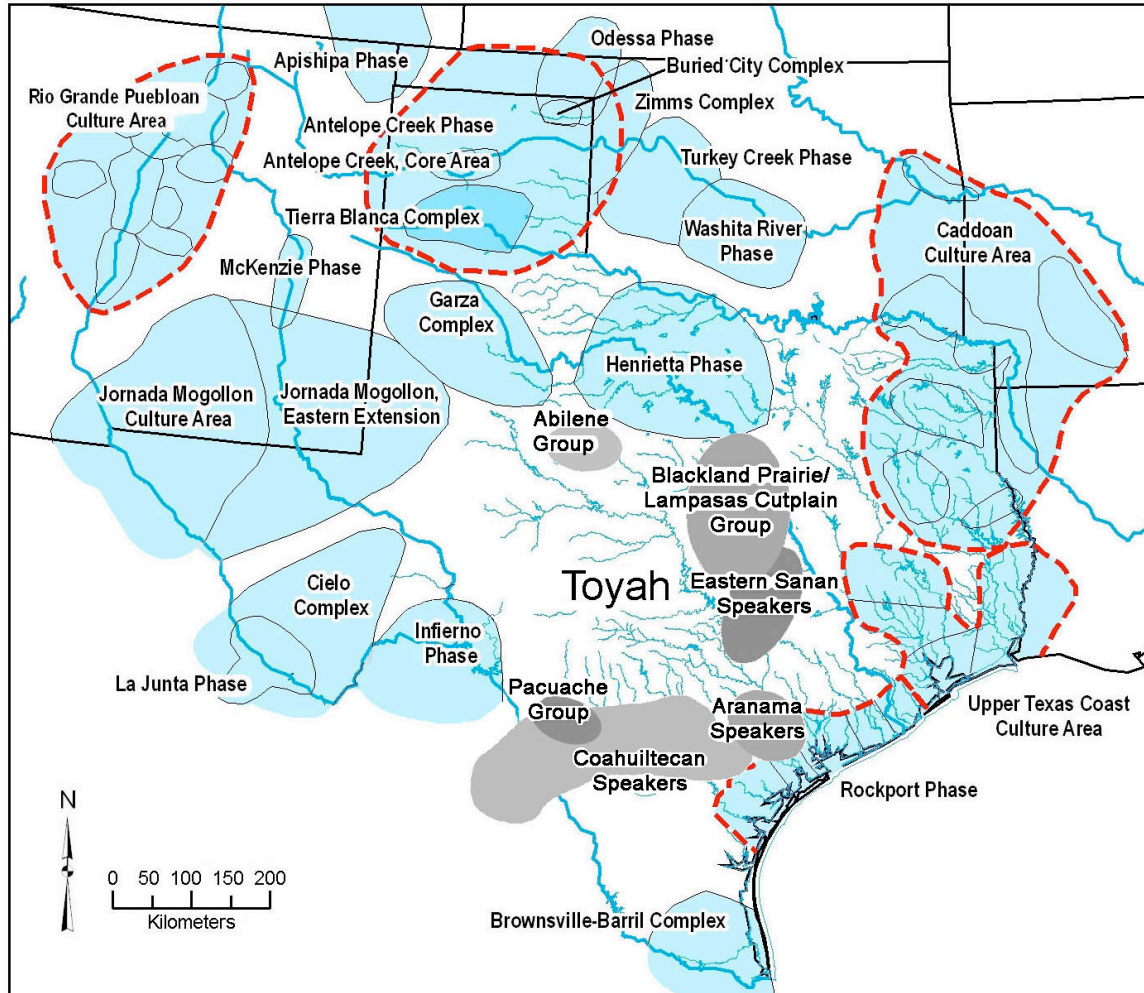 Odessa Phase
Apishipa Phase
Buried City Complex
Rio Grande Puebloan
Culture Area
Zimms Complex
Antelope Creek Phase
Antelope Creek, Core Area
Turkey Creek Phase
Tierra Blanca Complex
Washita River
Phase
Caddoan
Culture Area
McKenzie Phase
Garza
Complex
Henrietta Phase
Jornada Mogollon
Culture Area
Jornada Mogollon,
Eastern Extension
Abilene
Group
Blackland Prairie/
Lampasas Cutplain
Group
Toyah
Eastern Sanan
Speakers
Cielo
Complex
Infierno
Phase
La Junta Phase
Pacuache
Group
Aranama
Speakers
Coahuiltecan
Speakers
Upper Texas Coast
Culture Area
Rockport Phase
N
0 50 100 150 200
Kilometers
Brownsville-Barril Complex